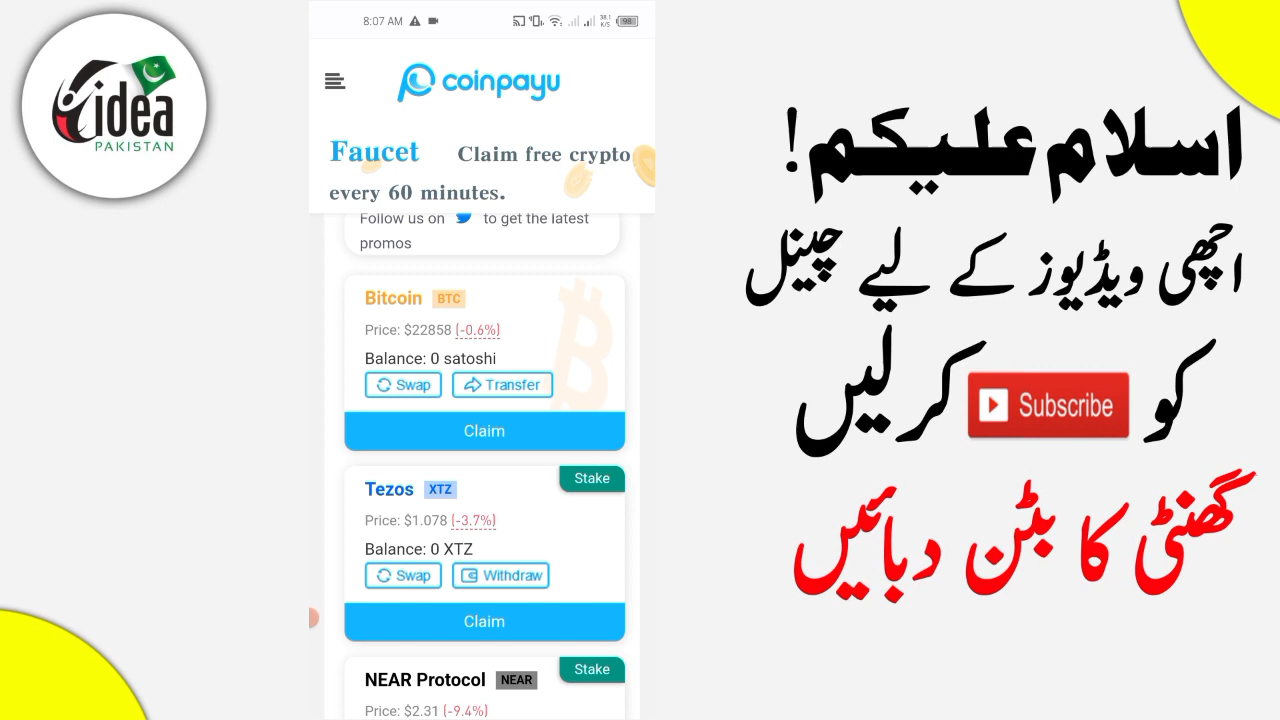 idea
PAKISTAN
8:07 AM
38.1
K/S
98
coinpayu
Faucet Claim free crypto
every 60 minutes.
Follow us on to get the latest
promos
Bitcoin BTC
Price: $22858 (-0.6%)
Balance: 0 satoshi
Swap Transfer
Claim
Stake
Tezos XTZ
Price: $1.078 (-3.7%)
Balance: 0 XTZ
Swap Withdraw
Claim
Stake
NEAR Protocol NEAR
Price: $2.31 (-9.4%)
اسلام علیکم!
اچھی ویڈیوز کے لیے چینل
کو Subscribe کرلیں
گھنٹی کا بٹن دبائیں